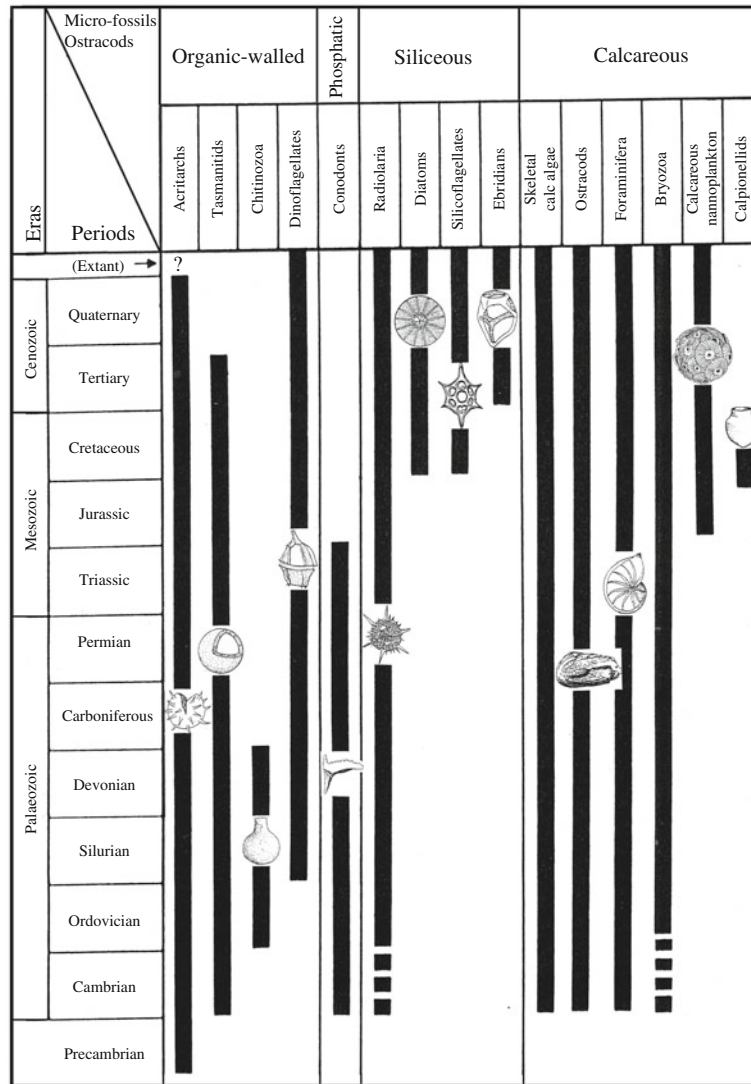 Micro-fossils
Ostracods
Organic-walled
Phosphatic
Siliceous
Calcareous
Eras
Periods
Acritarchs
Tasmanitids
Chitinozoa
Dinoflagellates
Conodonts
Radiolaria
Diatoms
Silicoflagellates
Ebridians
Skeletal
calc algae
Ostracods
Foraminifera
Bryozoa
Calcareous
nannoplankton
Calpionellids
(Extant)
?
Cenozoic
Quaternary
Tertiary
Mesozoic
Cretaceous
Jurassic
Triassic
Palaeozoic
Permian
Carboniferous
Devonian
Silurian
Ordovician
Cambrian
Precambrian